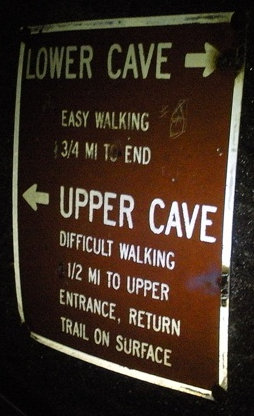 LOWER CAVE →
EASY WALKING
3/4 MI TO END
← UPPER CAVE
DIFFICULT WALKING
1/2 MI TO UPPER
ENTRANCE, RETURN
TRAIL ON SURFACE